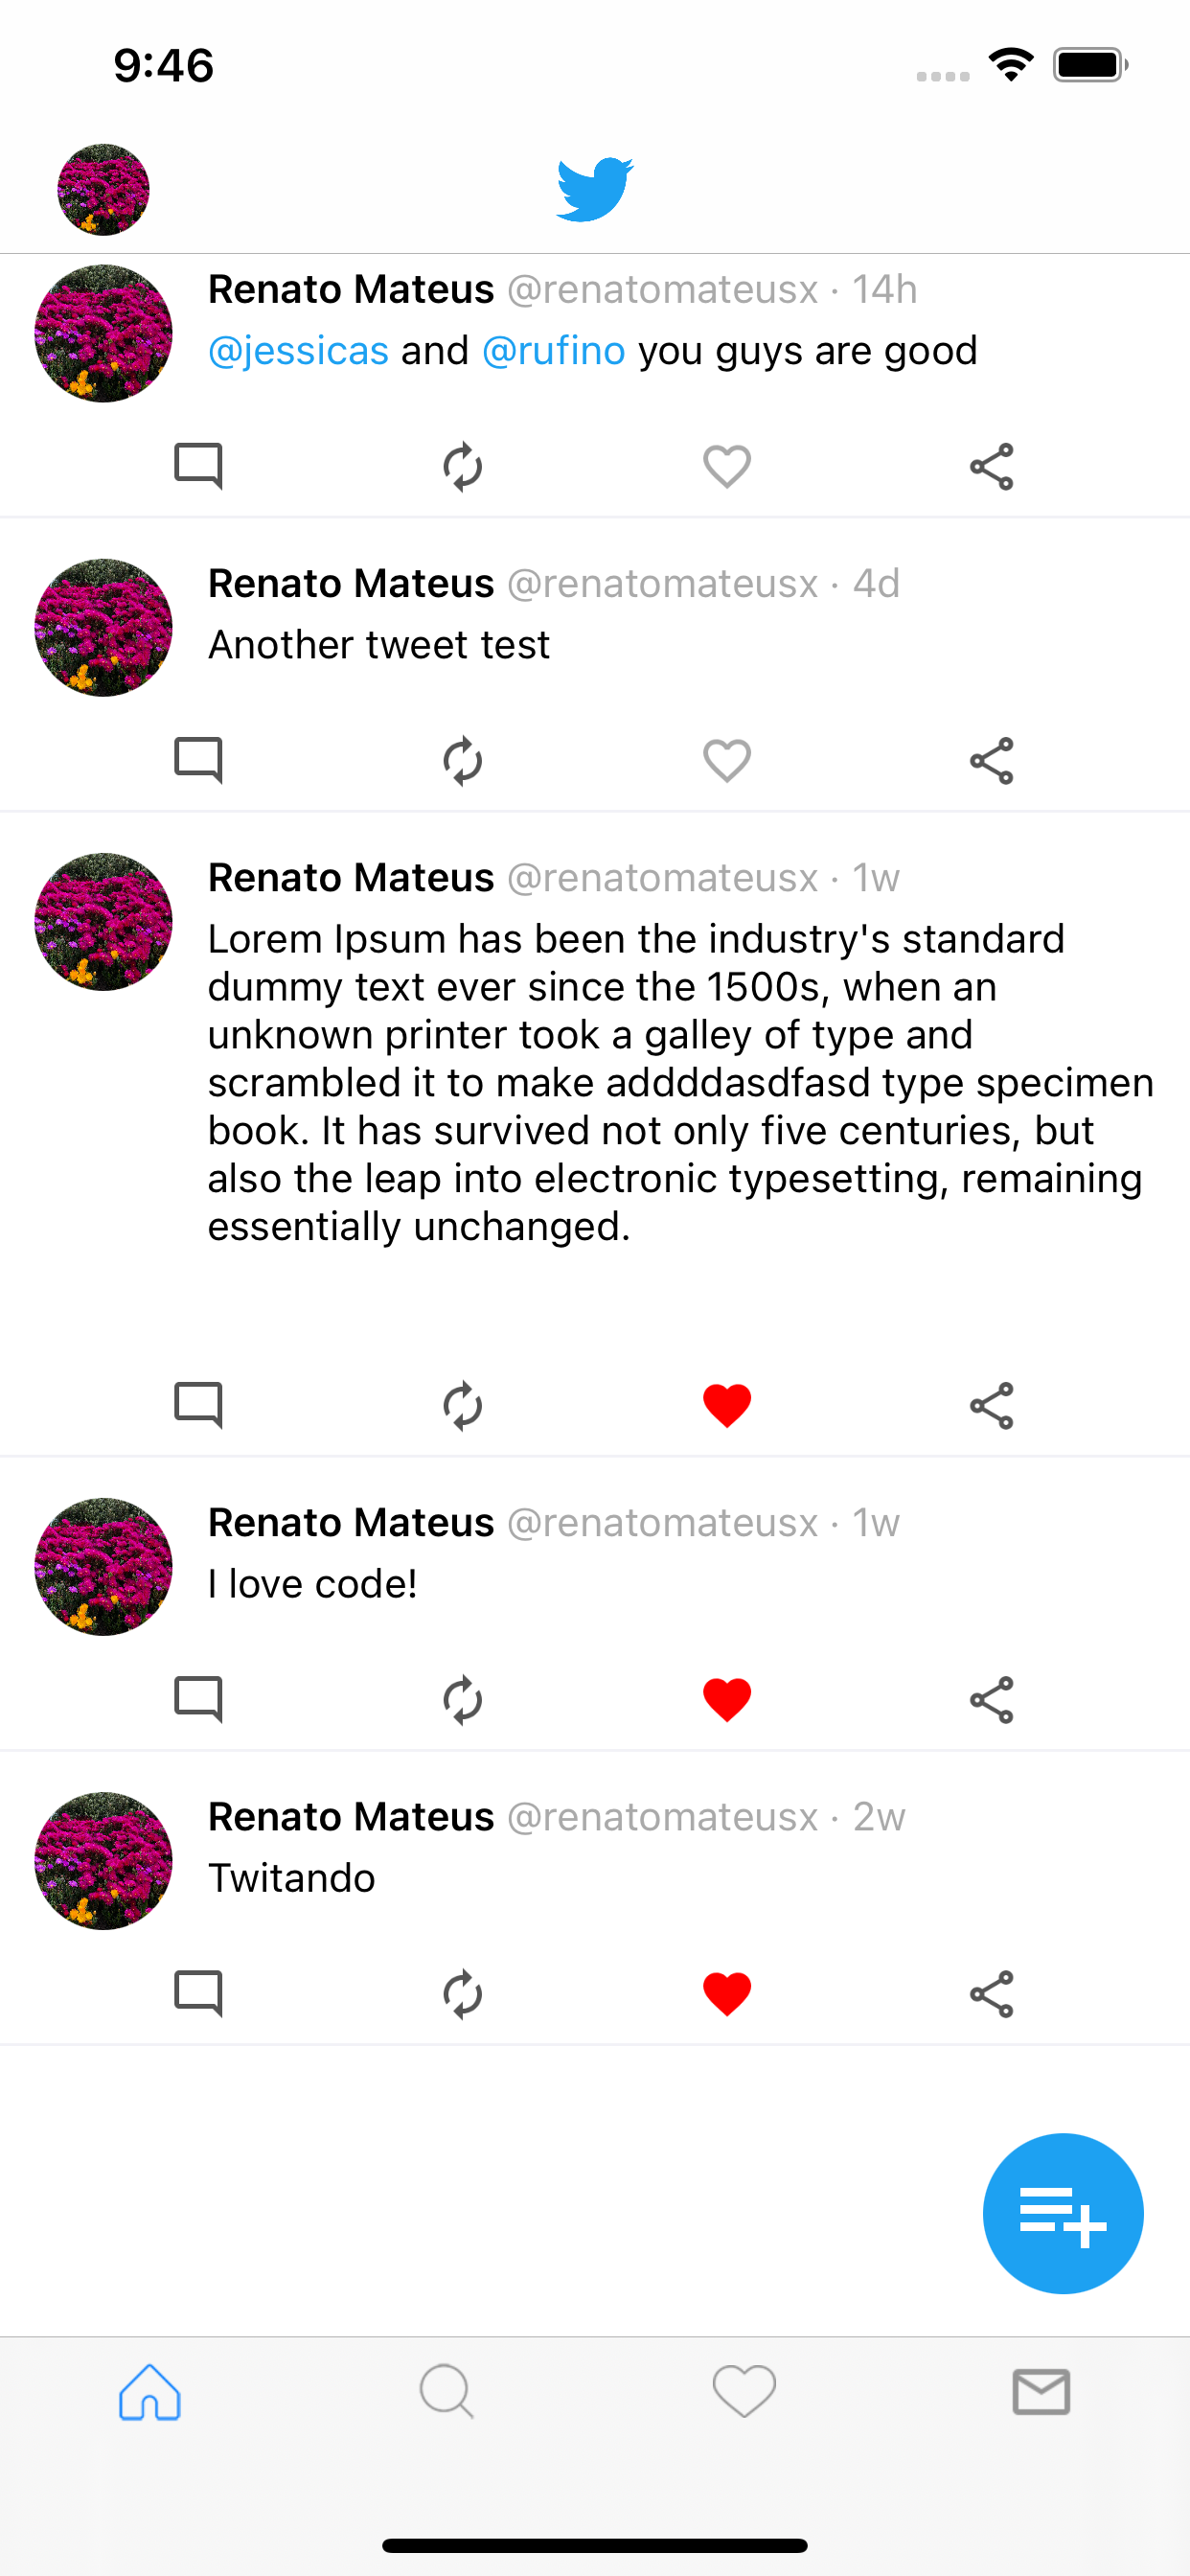 9:46
Renato Mateus @renatomateusx · 14h
@jessicas and @rufino you guys are good
Renato Mateus @renatomateusx · 4d
Another tweet test
Renato Mateus @renatomateusx · 1w
Lorem Ipsum has been the industry's standard
dummy text ever since the 1500s, when an
unknown printer took a galley of type and
scrambled it to make addddasdfasd type specimen
book. It has survived not only five centuries, but
also the leap into electronic typesetting, remaining
essentially unchanged.
Renato Mateus @renatomateusx · 1w
I love code!
Renato Mateus @renatomateusx · 2w
Twitando